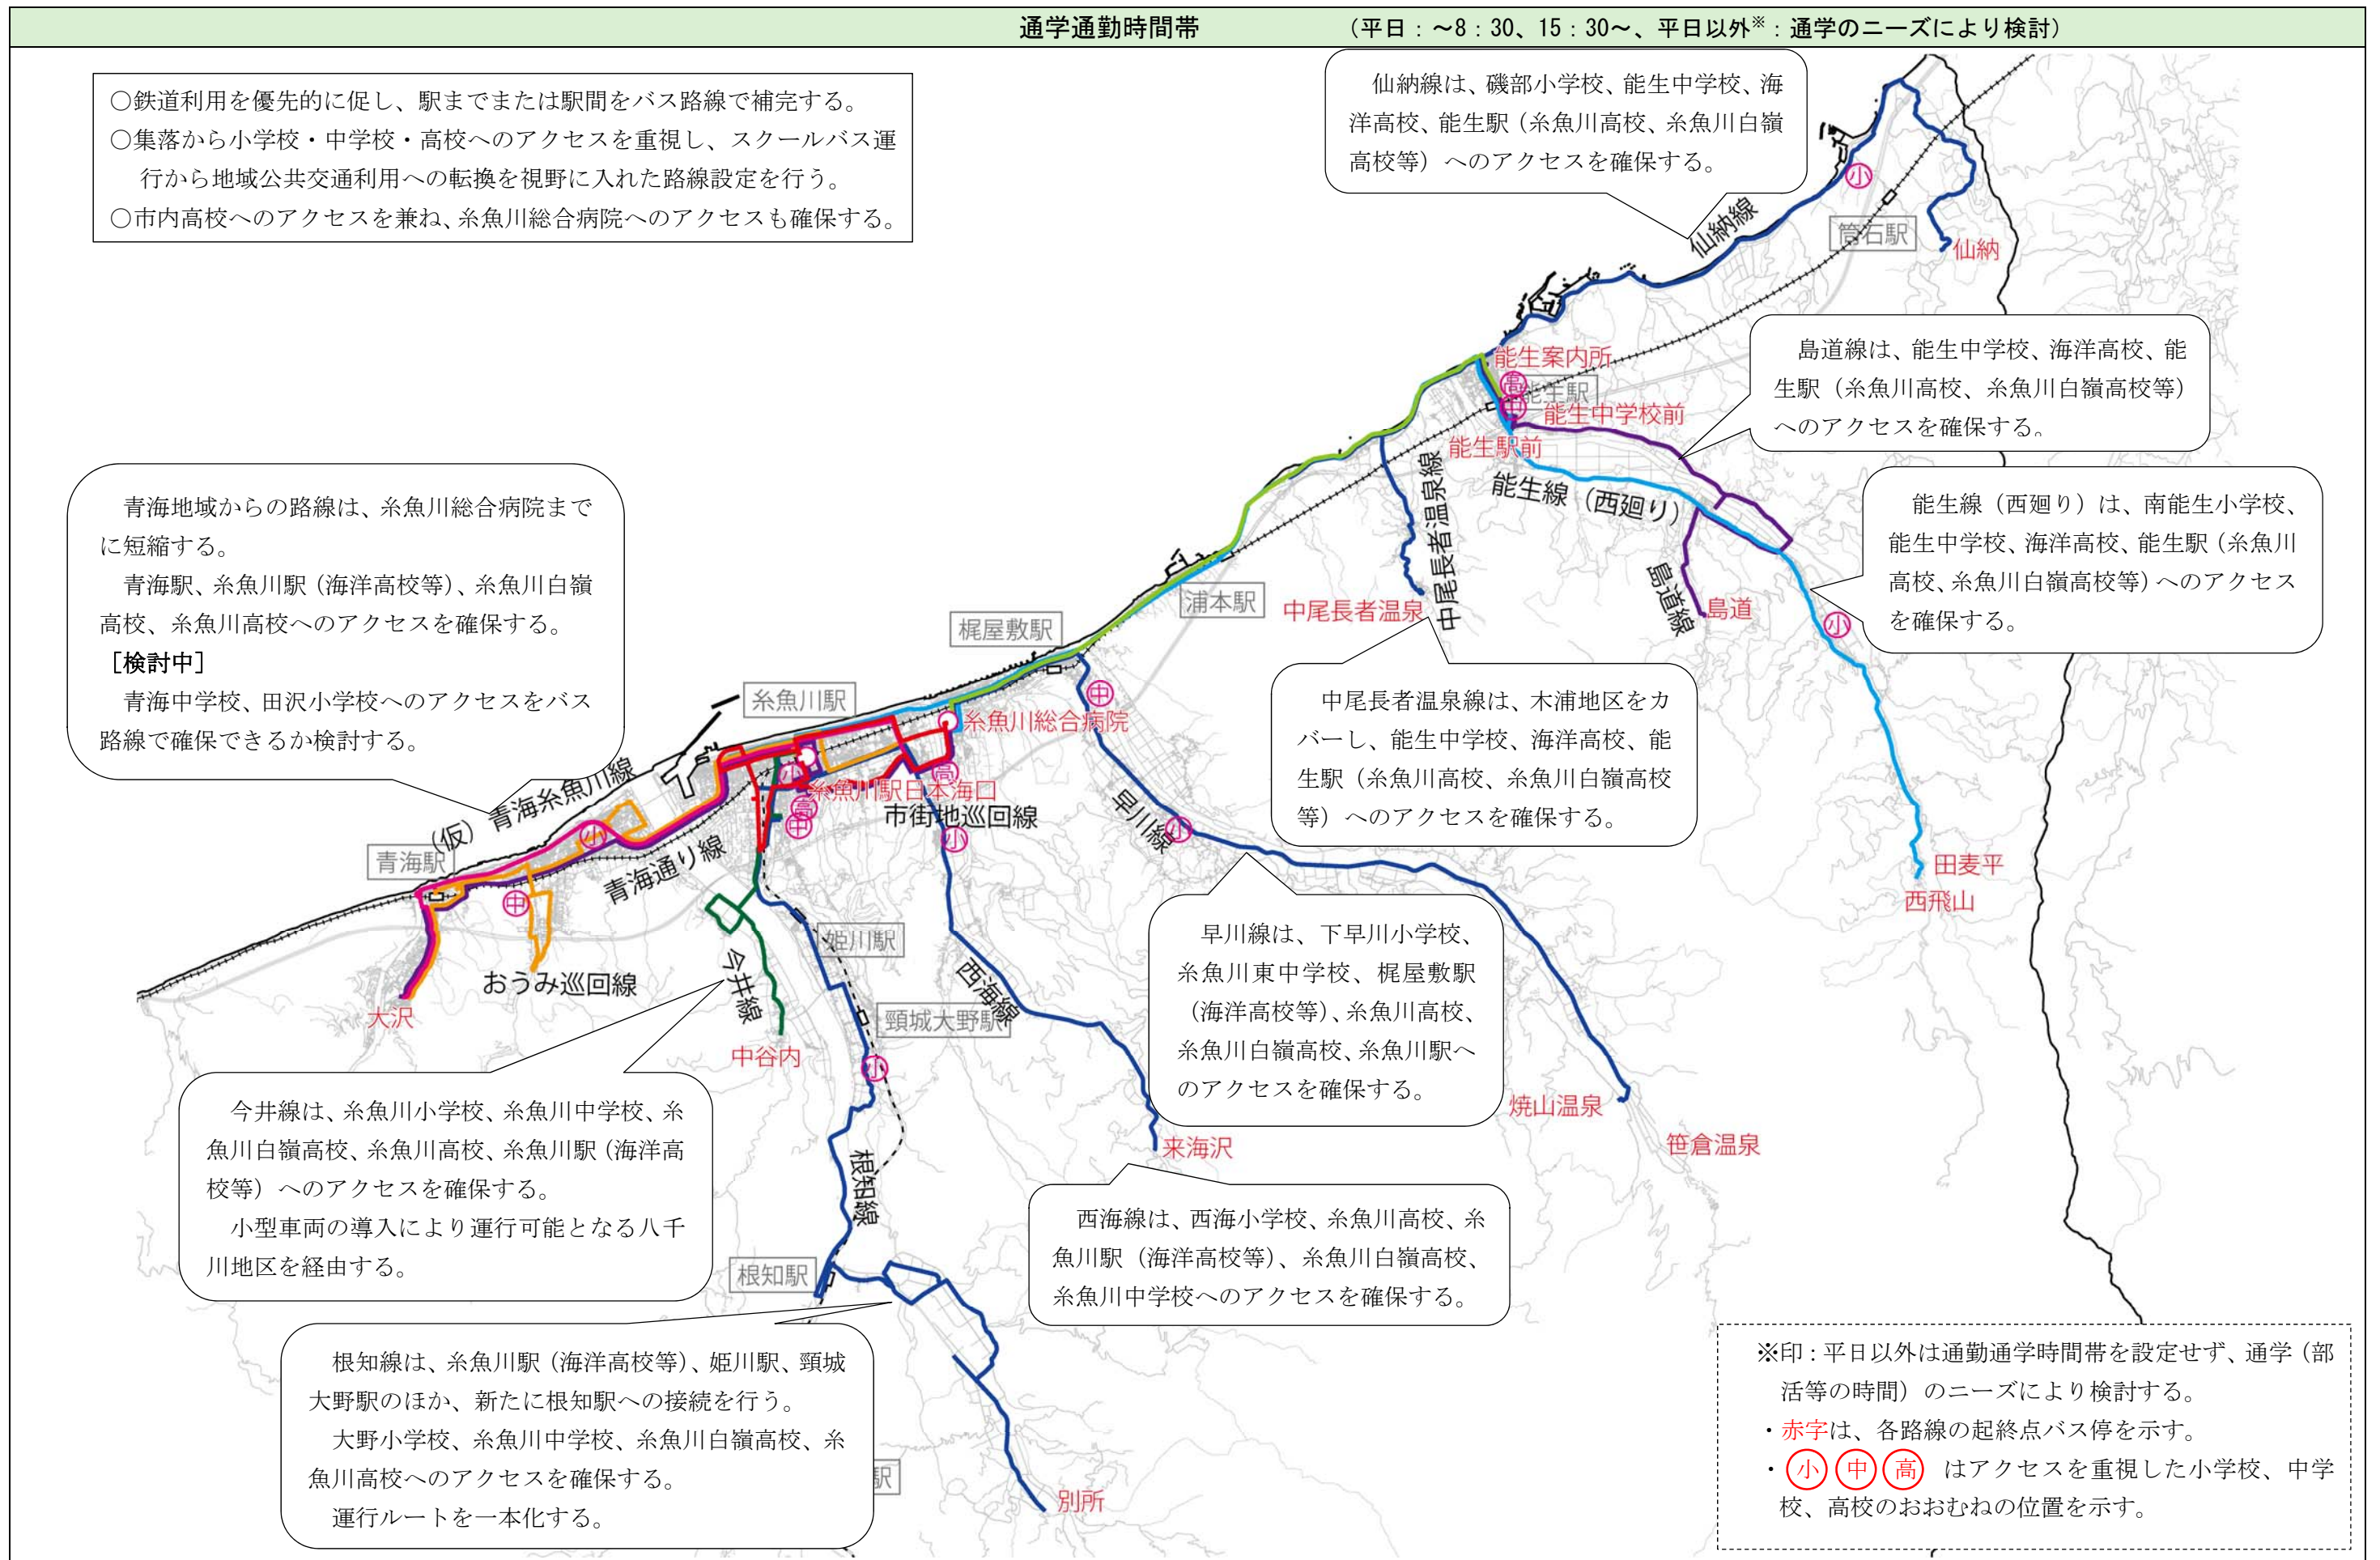 通学通勤時間帯 （平日：～8：30、15：30～、平日以外※：通学のニーズにより検討）
○鉄道利用を優先的に促し、駅までまたは駅間をバス路線で補完する。
○集落から小学校・中学校・高校へのアクセスを重視し、スクールバス運
行から地域公共交通利用への転換を視野に入れた路線設定を行う。
○市内高校へのアクセスを兼ね、糸魚川総合病院へのアクセスも確保する。
仙納線は、磯部小学校、能生中学校、海
洋高校、能生駅（糸魚川高校、糸魚川白嶺
高校等）へのアクセスを確保する。
小
仙納線
筒石駅
仙納
島道線は、能生中学校、海洋高校、能
生駅（糸魚川高校、糸魚川白嶺高校等）
へのアクセスを確保する。
能生案内所
高
能生駅
中
能生中学校前
能生駅前
能生線（西廻り）
能生線（西廻り）は、南能生小学校、
能生中学校、海洋高校、能生駅（糸魚川
高校、糸魚川白嶺高校等）へのアクセス
を確保する。
青海地域からの路線は、糸魚川総合病院まで
に短縮する。
青海駅、糸魚川駅（海洋高校等）、糸魚川白嶺
高校、糸魚川高校へのアクセスを確保する。
［検討中］
青海中学校、田沢小学校へのアクセスをバス
路線で確保できるか検討する。
中尾長者温泉線
島道線
島道
小
浦本駅
中尾長者温泉
梶屋敷駅
中尾長者温泉線は、木浦地区をカ
バーし、能生中学校、海洋高校、能
生駅（糸魚川高校、糸魚川白嶺高校
等）へのアクセスを確保する。
糸魚川駅
中
糸魚川総合病院
小
高
糸魚川駅日本海口
高
中
市街地巡回線
小
早川線
小
（仮）青海糸魚川線
小
青海駅
青海通り線
中
田麦平
西飛山
おうみ巡回線
大沢
姫川駅
今井線
西海線
頸城大野駅
中谷内
小
早川線は、下早川小学校、
糸魚川東中学校、梶屋敷駅
（海洋高校等）、糸魚川高校、
糸魚川白嶺高校、糸魚川駅へ
のアクセスを確保する。
焼山温泉
笹倉温泉
来海沢
今井線は、糸魚川小学校、糸魚川中学校、糸
魚川白嶺高校、糸魚川高校、糸魚川駅（海洋高
校等）へのアクセスを確保する。
小型車両の導入により運行可能となる八千
川地区を経由する。
根知線
西海線は、西海小学校、糸魚川高校、糸
魚川駅（海洋高校等）、糸魚川白嶺高校、
糸魚川中学校へのアクセスを確保する。
根知駅
根知線は、糸魚川駅（海洋高校等）、姫川駅、頸城
大野駅のほか、新たに根知駅への接続を行う。
大野小学校、糸魚川中学校、糸魚川白嶺高校、糸
魚川高校へのアクセスを確保する。
運行ルートを一本化する。
駅
別所
※印：平日以外は通勤通学時間帯を設定せず、通学（部
活等の時間）のニーズにより検討する。
・赤字は、各路線の起終点バス停を示す。
・小 中 高 はアクセスを重視した小学校、中学
校、高校のおおむねの位置を示す。